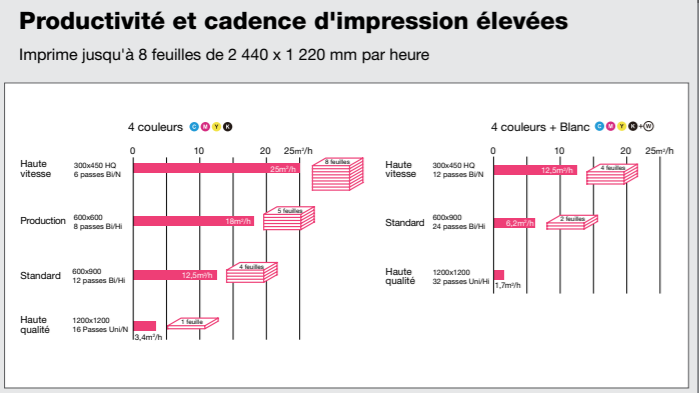 Productivité et cadence d'impression élevées
Imprime jusqu'à 8 feuilles de 2 440 x 1 220 mm par heure
4 couleurs C M Y K
0 10 20 25m²/h
Haute vitesse
300x450 HQ
6 passes Bi/N
25m²/h
8 feuilles
Production
600x600
8 passes Bi/Hi
18m²/h
5 feuilles
Standard
600x900
12 passes Bi/Hi
12,5m²/h
4 feuilles
Haute qualité
1200x1200
16 Passes Uni/N
3,4m²/h
1 feuille
4 couleurs + Blanc C M Y K + W
0 10 20 25m²/h
Haute vitesse
300x450 HQ
12 passes Bi/N
12,5m²/h
4 feuilles
Standard
600x900
24 passes Bi/Hi
6,2m²/h
2 feuilles
Haute qualité
1200x1200
32 passes Uni/Hi
1,7m²/h